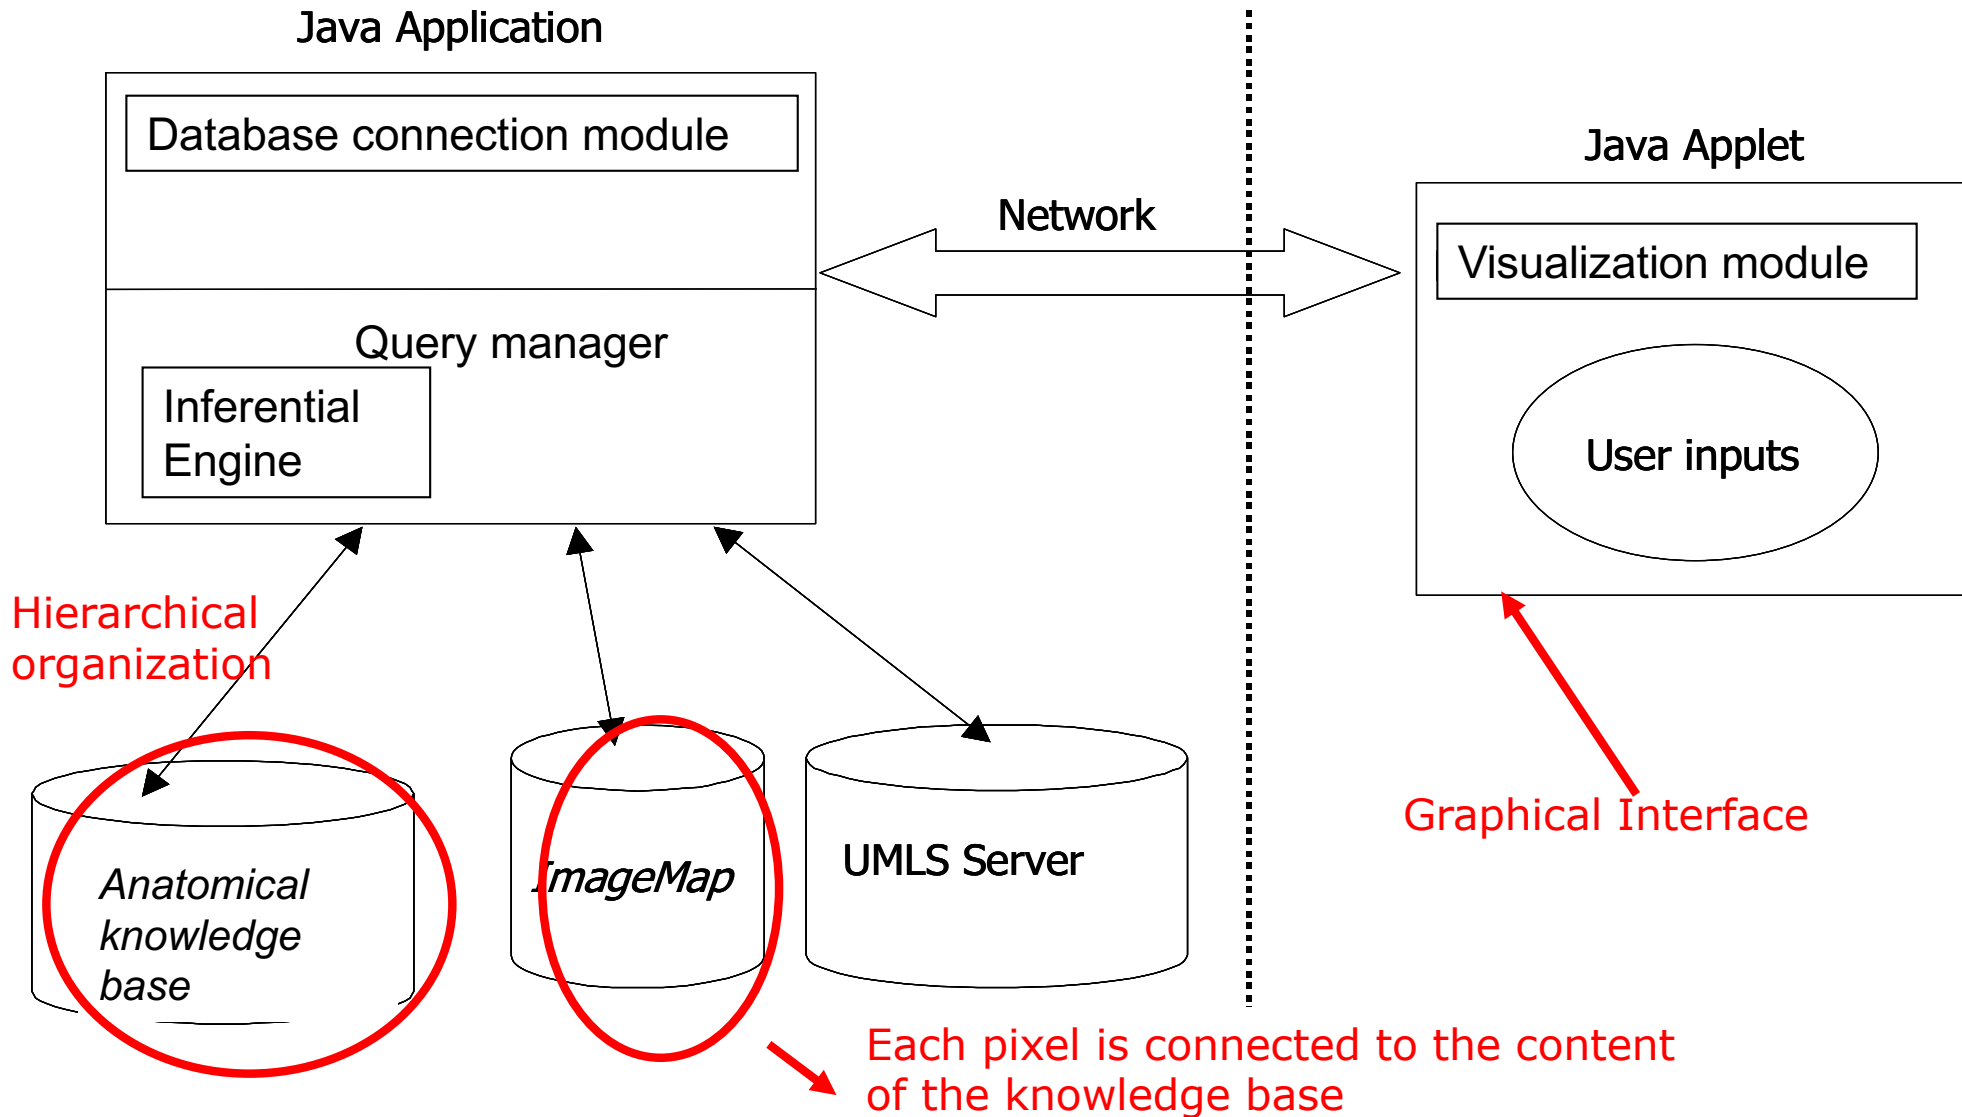 Java Application
Database connection module
Java Applet
Network
Visualization module
Query manager
Inferential
Engine
User inputs
Hierarchical
organization
Graphical Interface
Anatomical
knowledge
base
ImageMap
UMLS Server
Each pixel is connected to the content
of the knowledge base